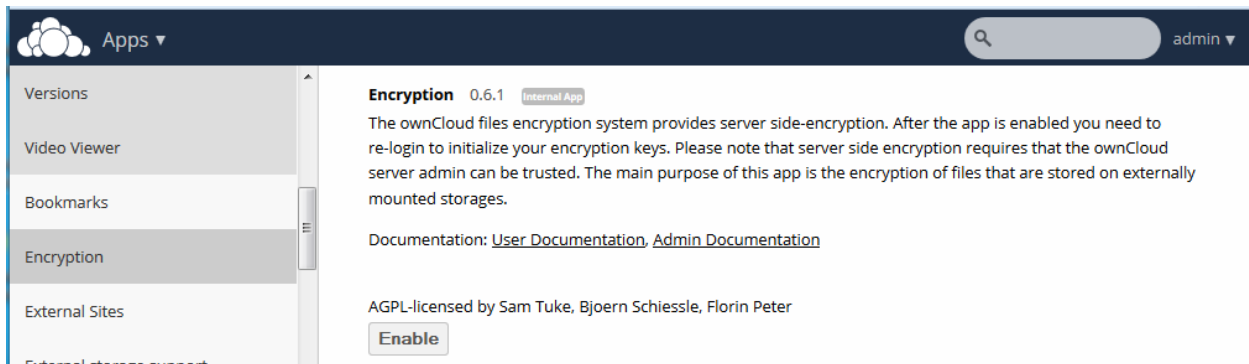 Apps ▾
admin ▾
Versions
Video Viewer
Bookmarks
Encryption
External Sites
External storage support
Encryption 0.6.1 Internal App
The ownCloud files encryption system provides server side-encryption. After the app is enabled you need to
re-login to initialize your encryption keys. Please note that server side encryption requires that the ownCloud
server admin can be trusted. The main purpose of this app is the encryption of files that are stored on externally
mounted storages.
Documentation: User Documentation, Admin Documentation
AGPL-licensed by Sam Tuke, Bjoern Schiessle, Florin Peter
Enable